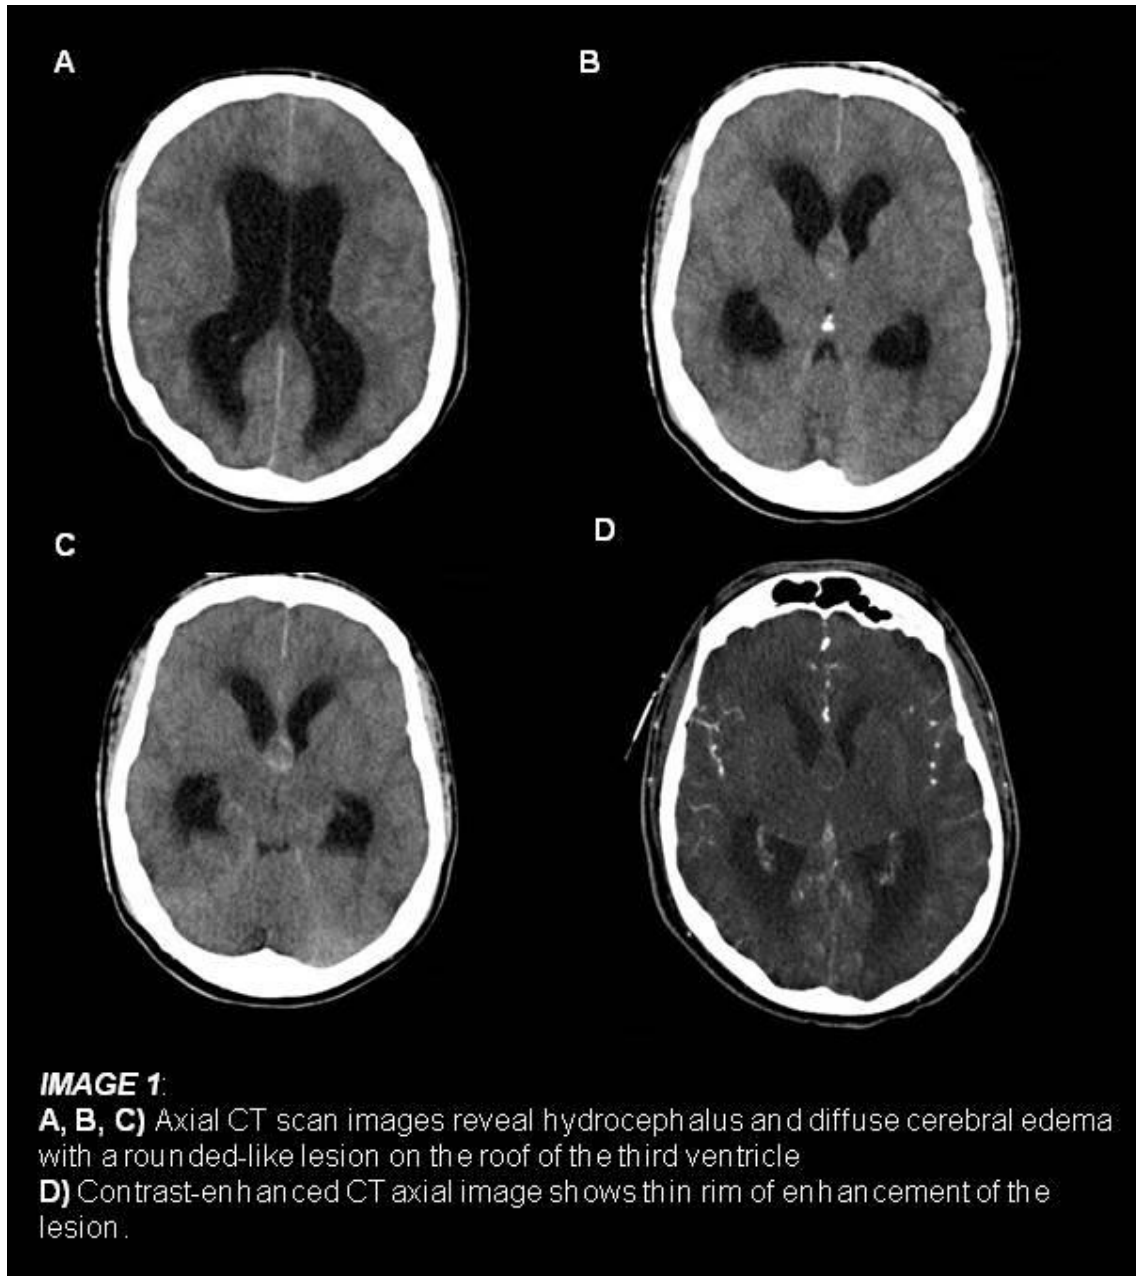 A
B
C
D
IMAGE 1:
A, B, C) Axial CT scan images reveal hydrocephalus and diffuse cerebral edema
with a rounded-like lesion on the roof of the third ventricle
D) Contrast-enhanced CT axial image shows thin rim of enhancement of the
lesion.